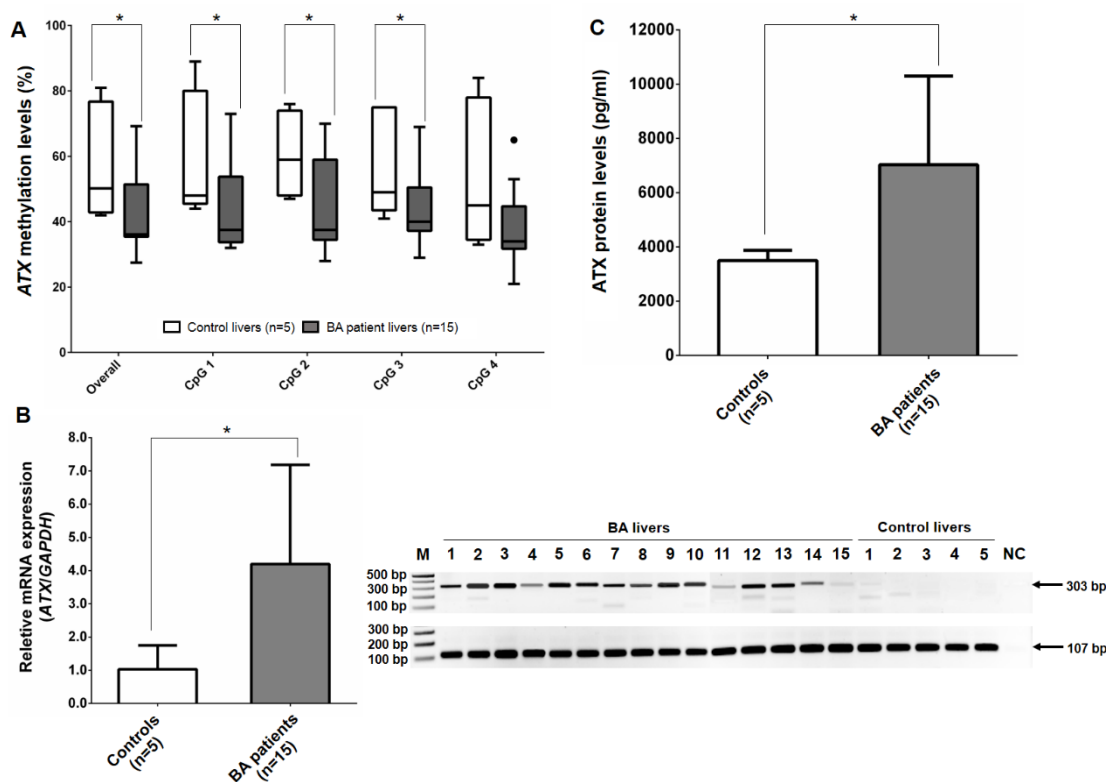 A
ATX methylation levels (%)
100
80
60
40
20
0
* * * *
Control livers (n=5) BA patient livers (n=15)
Overall CpG 1 CpG 2 CpG 3 CpG 4
B
Reletive mRNA expression
(ATX/GAPDH)
8.0
7.0
6.0
5.0
4.0
3.0
2.0
1.0
0.0
*
Controls
(n=5)
BA patients
(n=15)
C
ATX protein levels (pg/ml)
12000
10000
8000
6000
4000
2000
0
*
Controls
(n=5)
BA patients
(n=15)
BA livers Control livers
M 1 2 3 4 5 6 7 8 9 10 11 12 13 14 15 1 2 3 4 5 NC
500 bp
300 bp
100 bp
303 bp
300 bp
200 bp
100 bp
107 bp